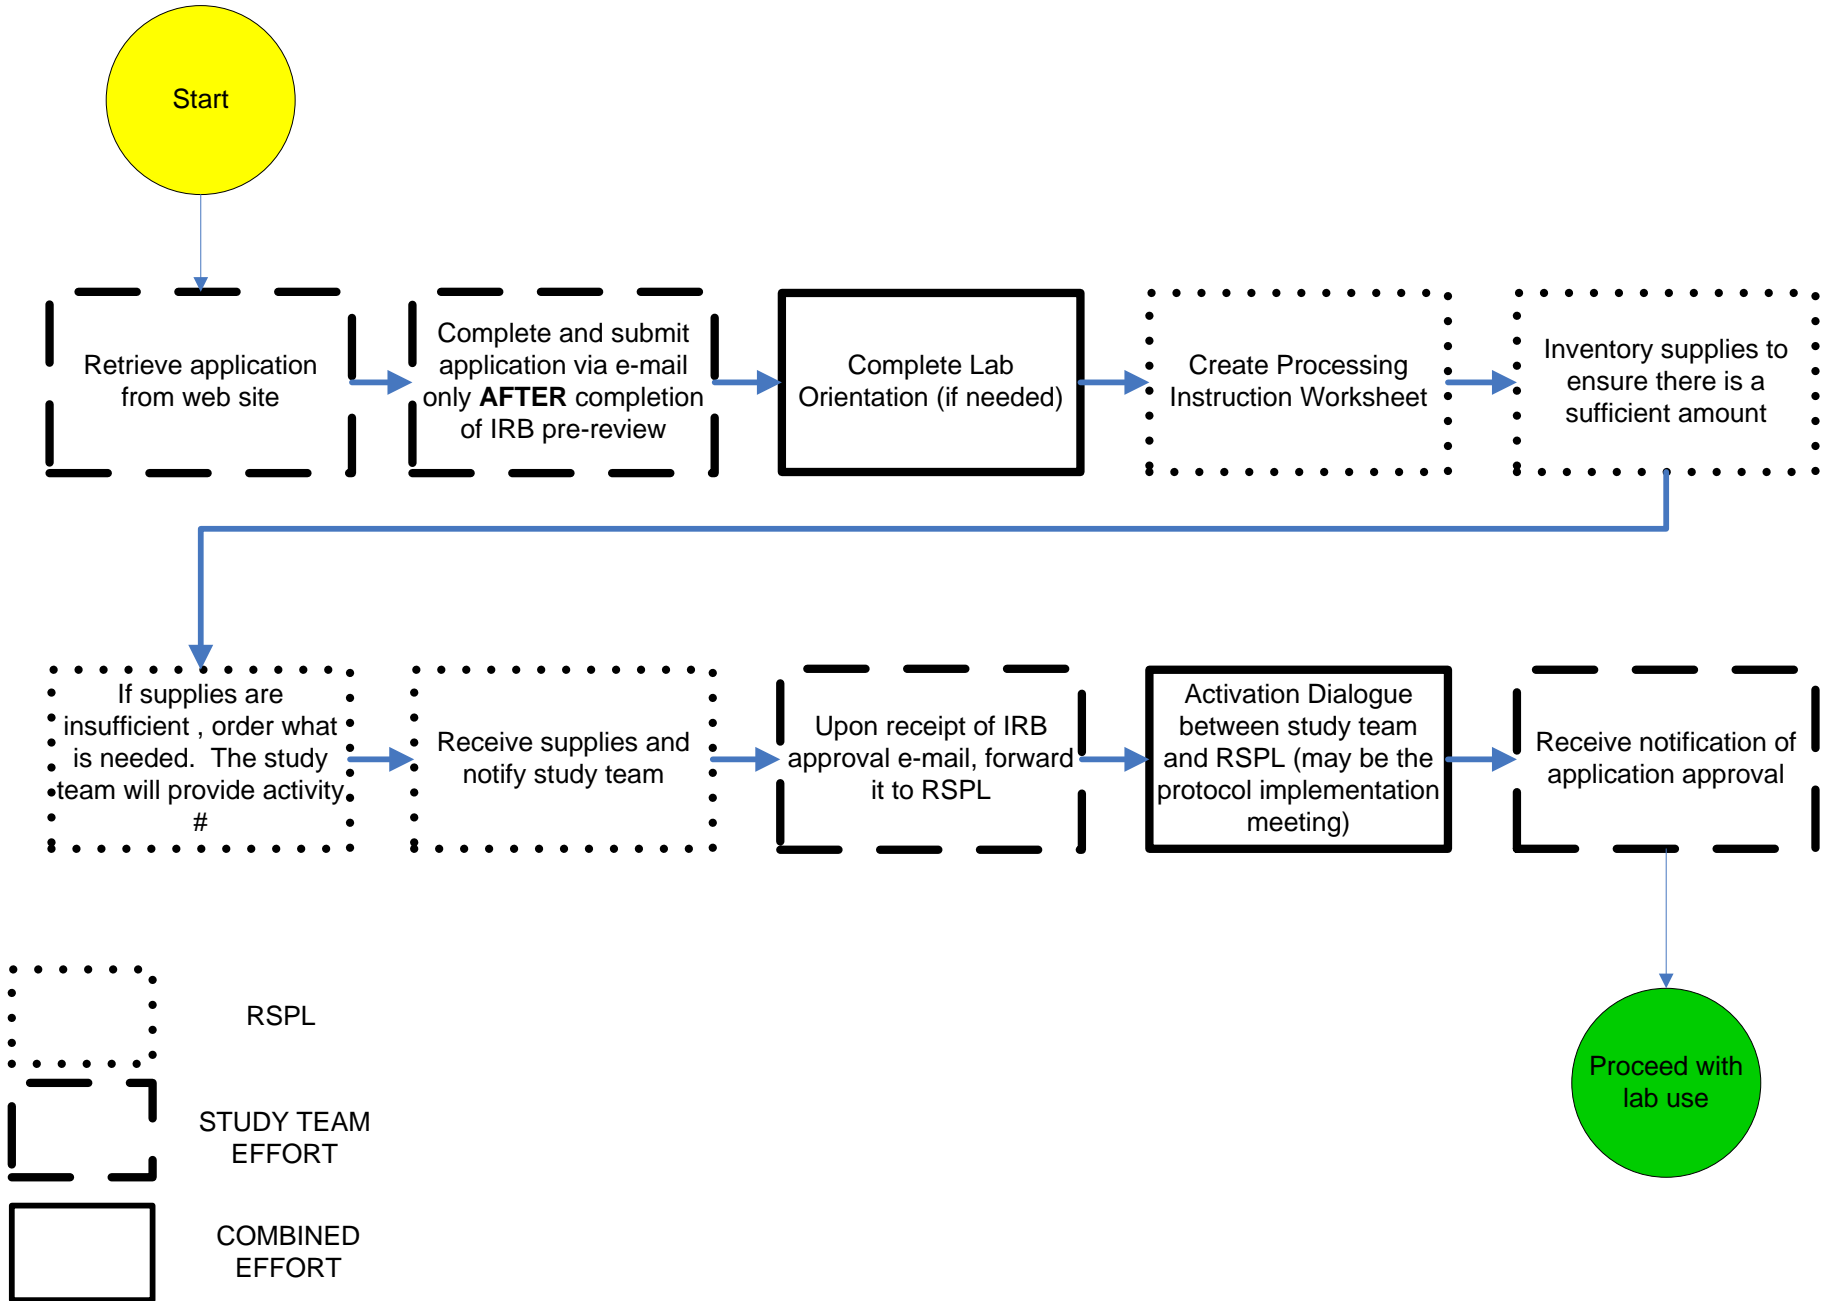 Start
Retrieve application
from web site
Complete and submit
application via e-mail
only AFTER completion
of IRB pre-review
Complete Lab
Orientation (if needed)
Create Processing
Instruction Worksheet
Inventory supplies to
ensure there is a
sufficient amount
If supplies are
insufficient , order what
is needed.  The study
team will provide activity
#
Receive supplies and
notify study team
Upon receipt of IRB
approval e-mail, forward
it to RSPL
Activation Dialogue
between study team
and RSPL (may be the
protocol implementation
meeting)
Receive notification of
application approval
Proceed with
lab use
RSPL
STUDY TEAM
EFFORT
COMBINED
EFFORT